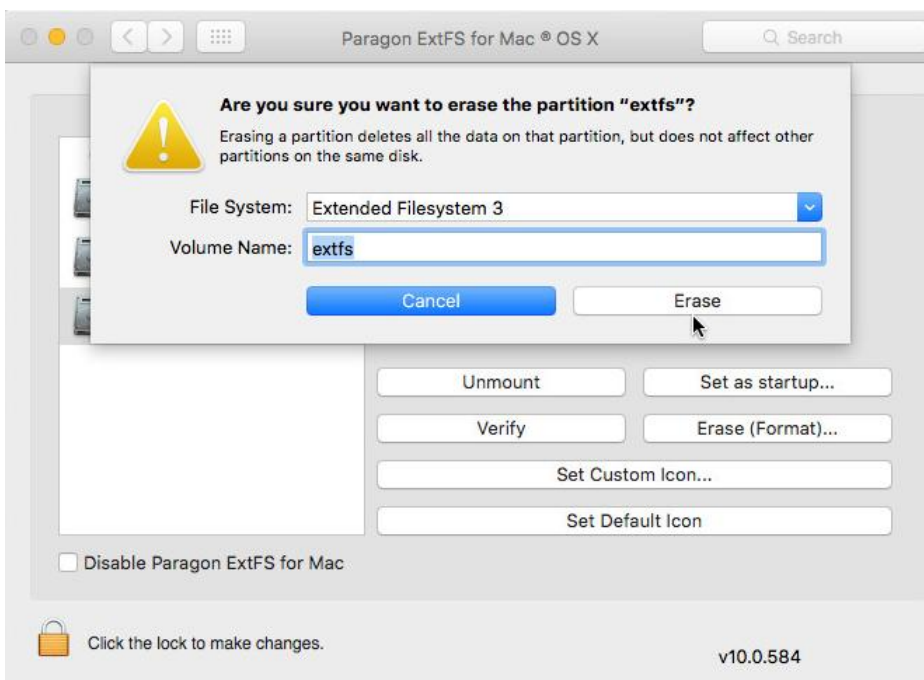 Paragon ExtFS for Mac ® OS X
Search
Are you sure you want to erase the partition “extfs”?
Erasing a partition deletes all the data on that partition, but does not affect other
partitions on the same disk.
File System: Extended Filesystem 3
Volume Name: extfs
Cancel Erase
Unmount Set as startup...
Verify Erase (Format)...
Set Custom Icon...
Set Default Icon
Disable Paragon ExtFS for Mac
Click the lock to make changes.
v10.0.584